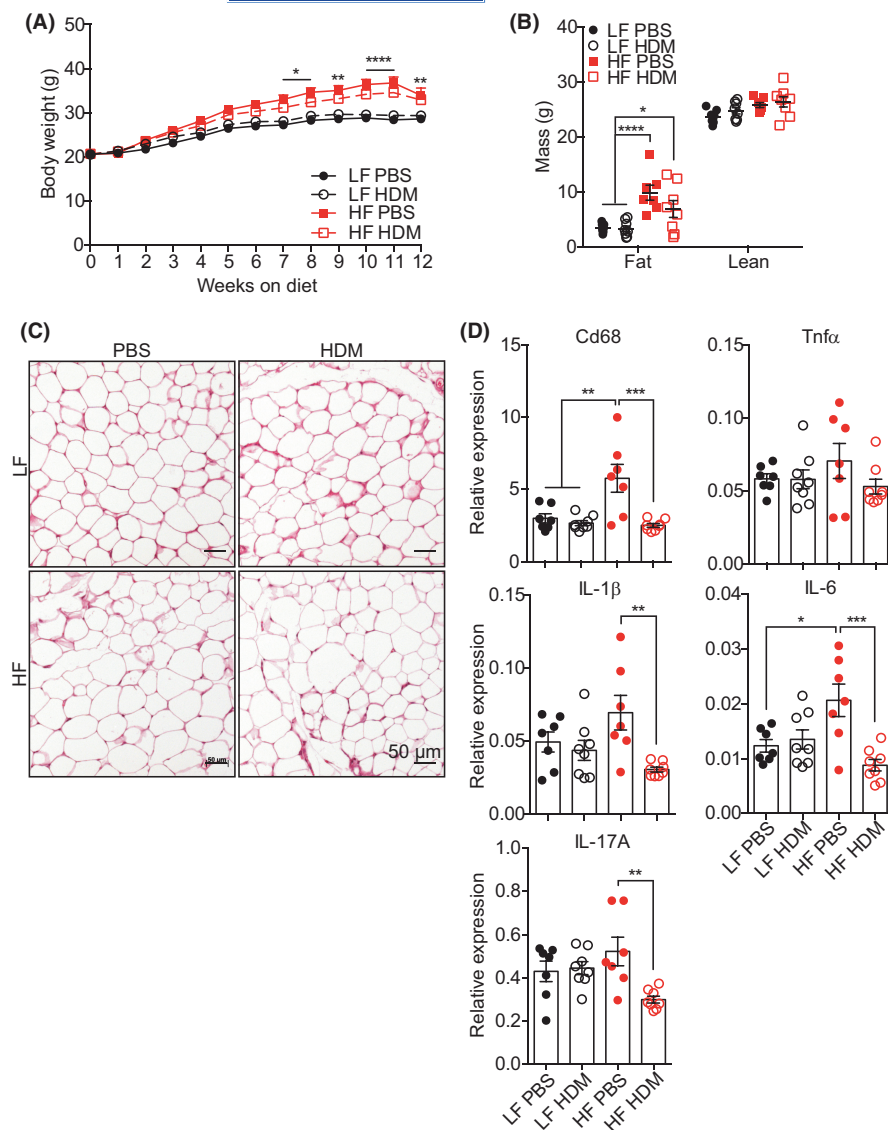 (A)
Body weight (g)
50
40
30
20
10
0
*
**
****
**
LF PBS
LF HDM
HF PBS
HF HDM
0 1 2 3 4 5 6 7 8 9 10 11 12
Weeks on diet
(B)
LF PBS
LF HDM
HF PBS
HF HDM
Mass (g)
40
30
20
10
0
*
****
Fat Lean
(C)
PBS HDM
LF
HF
50 µm
50 µm
(D)
Cd68
Relative expression
15
10
5
0
** ***
Tnfα
0.15
0.10
0.05
0.00
IL-1β
Relative expression
0.15
0.10
0.05
0.00
**
IL-6
0.04
0.03
0.02
0.01
0.00
* ***
LF PBS
LF HDM
HF PBS
HF HDM
IL-17A
Relative expression
1.0
0.8
0.6
0.4
0.2
0.0
**
LF PBS
LF HDM
HF PBS
HF HDM